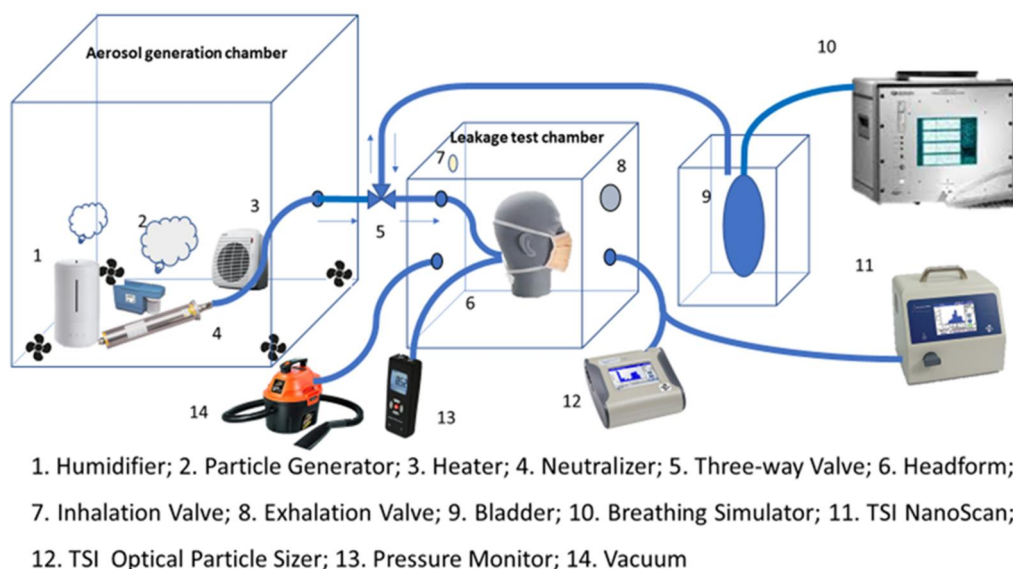 Aerosol generation chamber
10
Leakage test chamber
7
8
2
3
9
1
5
11
6
4
14
13
12
1. Humidifier; 2. Particle Generator; 3. Heater; 4. Neutralizer; 5. Three-way Valve; 6. Headform;
7. Inhalation Valve; 8. Exhalation Valve; 9. Bladder; 10. Breathing Simulator; 11. TSI NanoScan;
12. TSI Optical Particle Sizer; 13. Pressure Monitor; 14. Vacuum